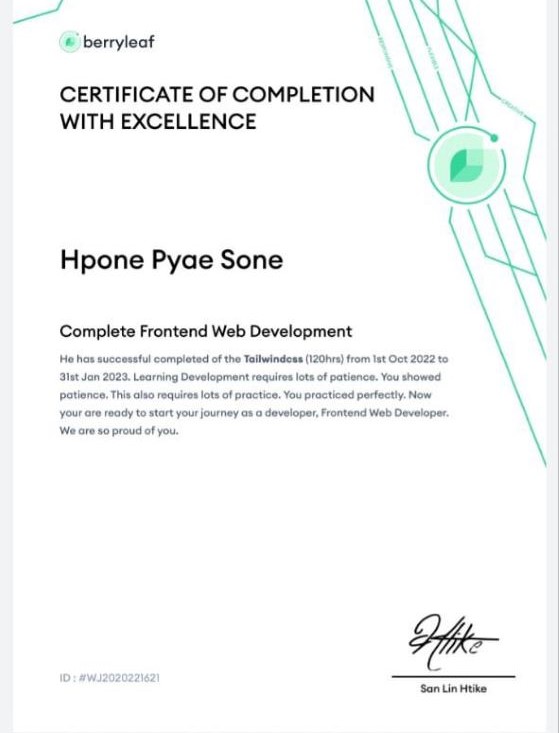 berryleaf
CERTIFICATE OF COMPLETION
WITH EXCELLENCE
Hpone Pyae Sone
Complete Frontend Web Development
He has successful completed of the Tailwindcss (120hrs) from 1st Oct 2022 to
31st Jan 2023. Learning Development requires lots of patience. You showed
patience. This also requires lots of practice. You practiced perfectly. Now
your are ready to start your journey as a developer, Frontend Web Developer.
We are so proud of you.
Htike
ID : #WJ2020221621
San Lin Htike